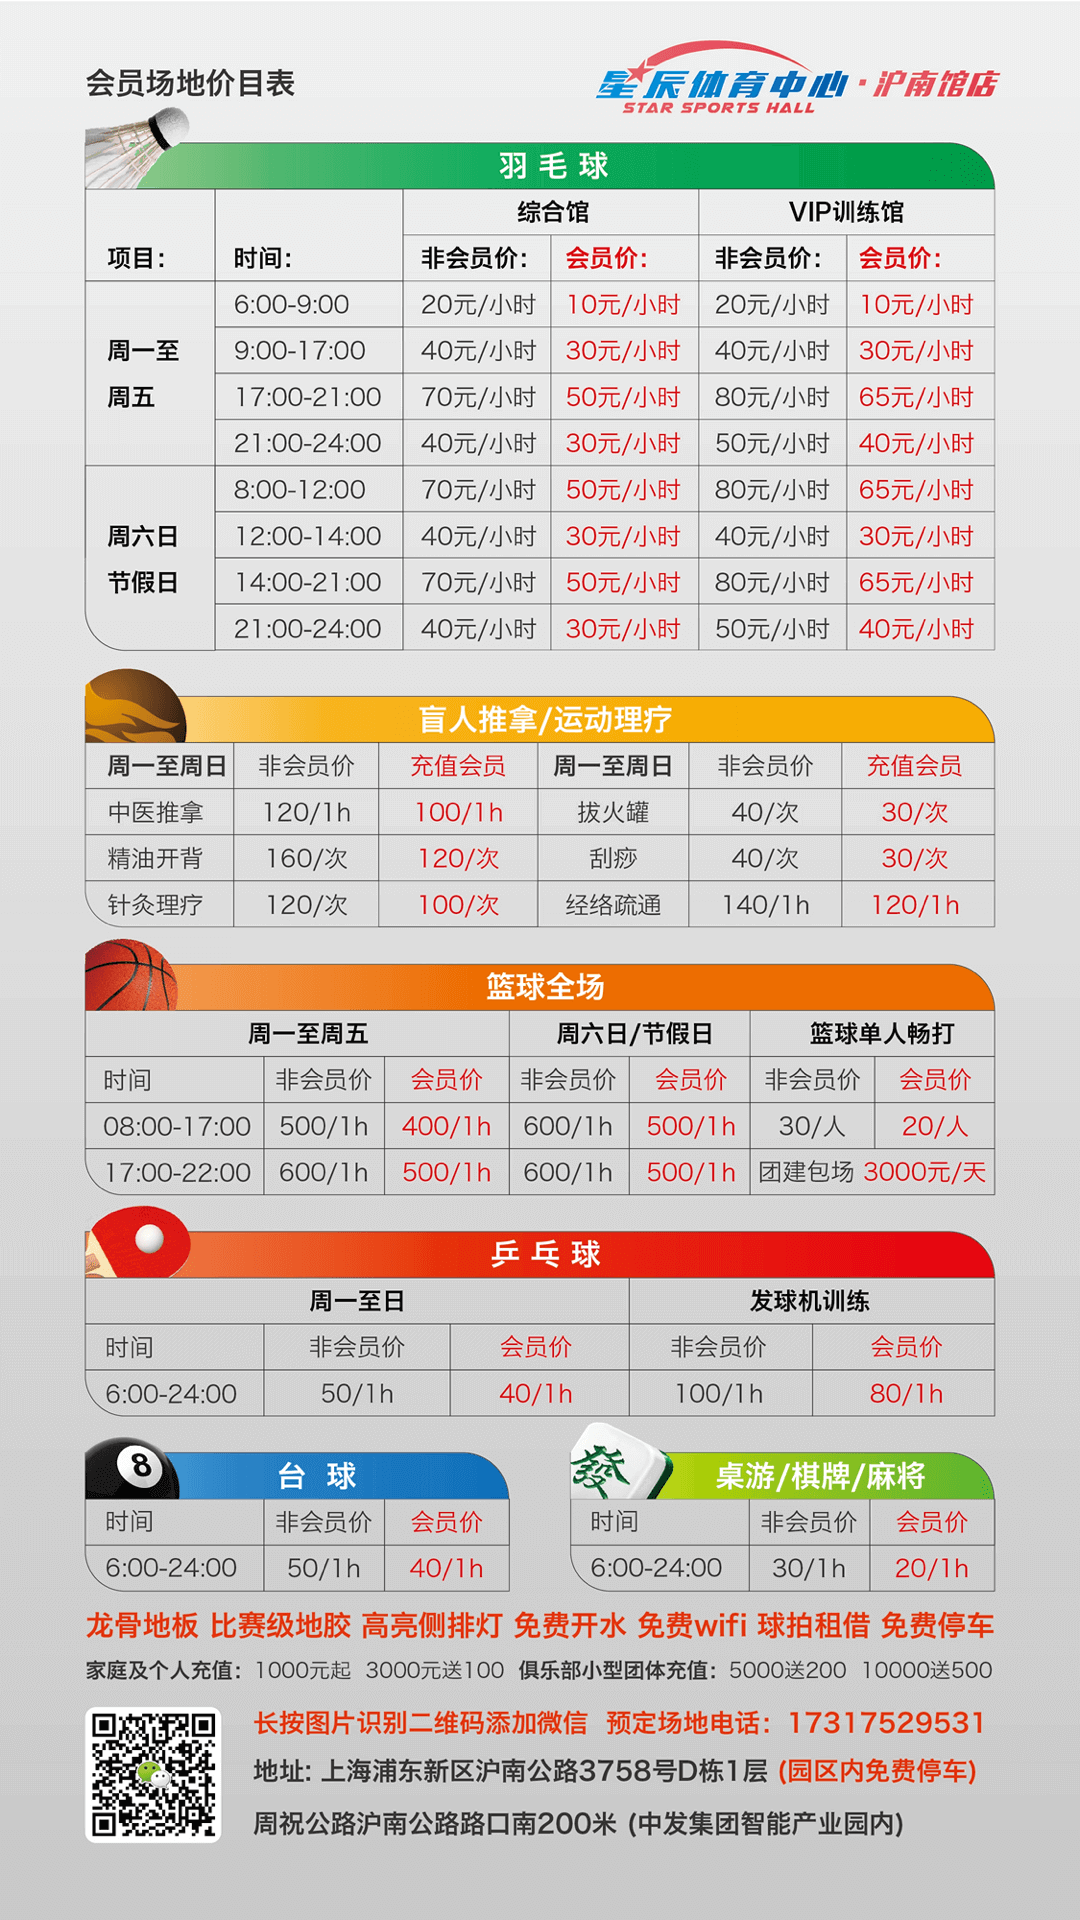 会员场地价目表
星辰体育中心·沪南馆店
STAR SPORTS HALL
羽毛球
综合馆 VIP训练馆
项目： 时间： 非会员价： 会员价： 非会员价： 会员价：
周一至
周五
6:00-9:00 20元/小时 10元/小时 20元/小时 10元/小时
9:00-17:00 40元/小时 30元/小时 40元/小时 30元/小时
17:00-21:00 70元/小时 50元/小时 80元/小时 65元/小时
21:00-24:00 40元/小时 30元/小时 50元/小时 40元/小时
周六日
节假日
8:00-12:00 70元/小时 50元/小时 80元/小时 65元/小时
12:00-14:00 40元/小时 30元/小时 40元/小时 30元/小时
14:00-21:00 70元/小时 50元/小时 80元/小时 65元/小时
21:00-24:00 40元/小时 30元/小时 50元/小时 40元/小时
盲人推拿/运动理疗
周一至周日 非会员价 充值会员 周一至周日 非会员价 充值会员
中医推拿 120/1h 100/1h 拔火罐 40/次 30/次
精油开背 160/次 120/次 刮痧 40/次 30/次
针灸理疗 120/次 100/次 经络疏通 140/1h 120/1h
篮球全场
周一至周五 周六日/节假日 篮球单人畅打
时间 非会员价 会员价 非会员价 会员价 非会员价 会员价
08:00-17:00 500/1h 400/1h 600/1h 500/1h 30/人 20/人
17:00-22:00 600/1h 500/1h 600/1h 500/1h 团建包场 3000元/天
乒乓球
周一至日 发球机训练
时间 非会员价 会员价 非会员价 会员价
6:00-24:00 50/1h 40/1h 100/1h 80/1h
8
台球
时间 非会员价 会员价
6:00-24:00 50/1h 40/1h
發
桌游/棋牌/麻将
时间 非会员价 会员价
6:00-24:00 30/1h 20/1h
龙骨地板 比赛级地胶 高亮侧排灯 免费开水 免费wifi 球拍租借 免费停车
家庭及个人充值：1000元起 3000元送100 俱乐部小型团体充值：5000送200 10000送500
长按图片识别二维码添加微信 预定场地电话：17317529531
地址: 上海浦东新区沪南公路3758号D栋1层 (园区内免费停车)
周祝公路沪南公路路口南200米 (中发集团智能产业园内)